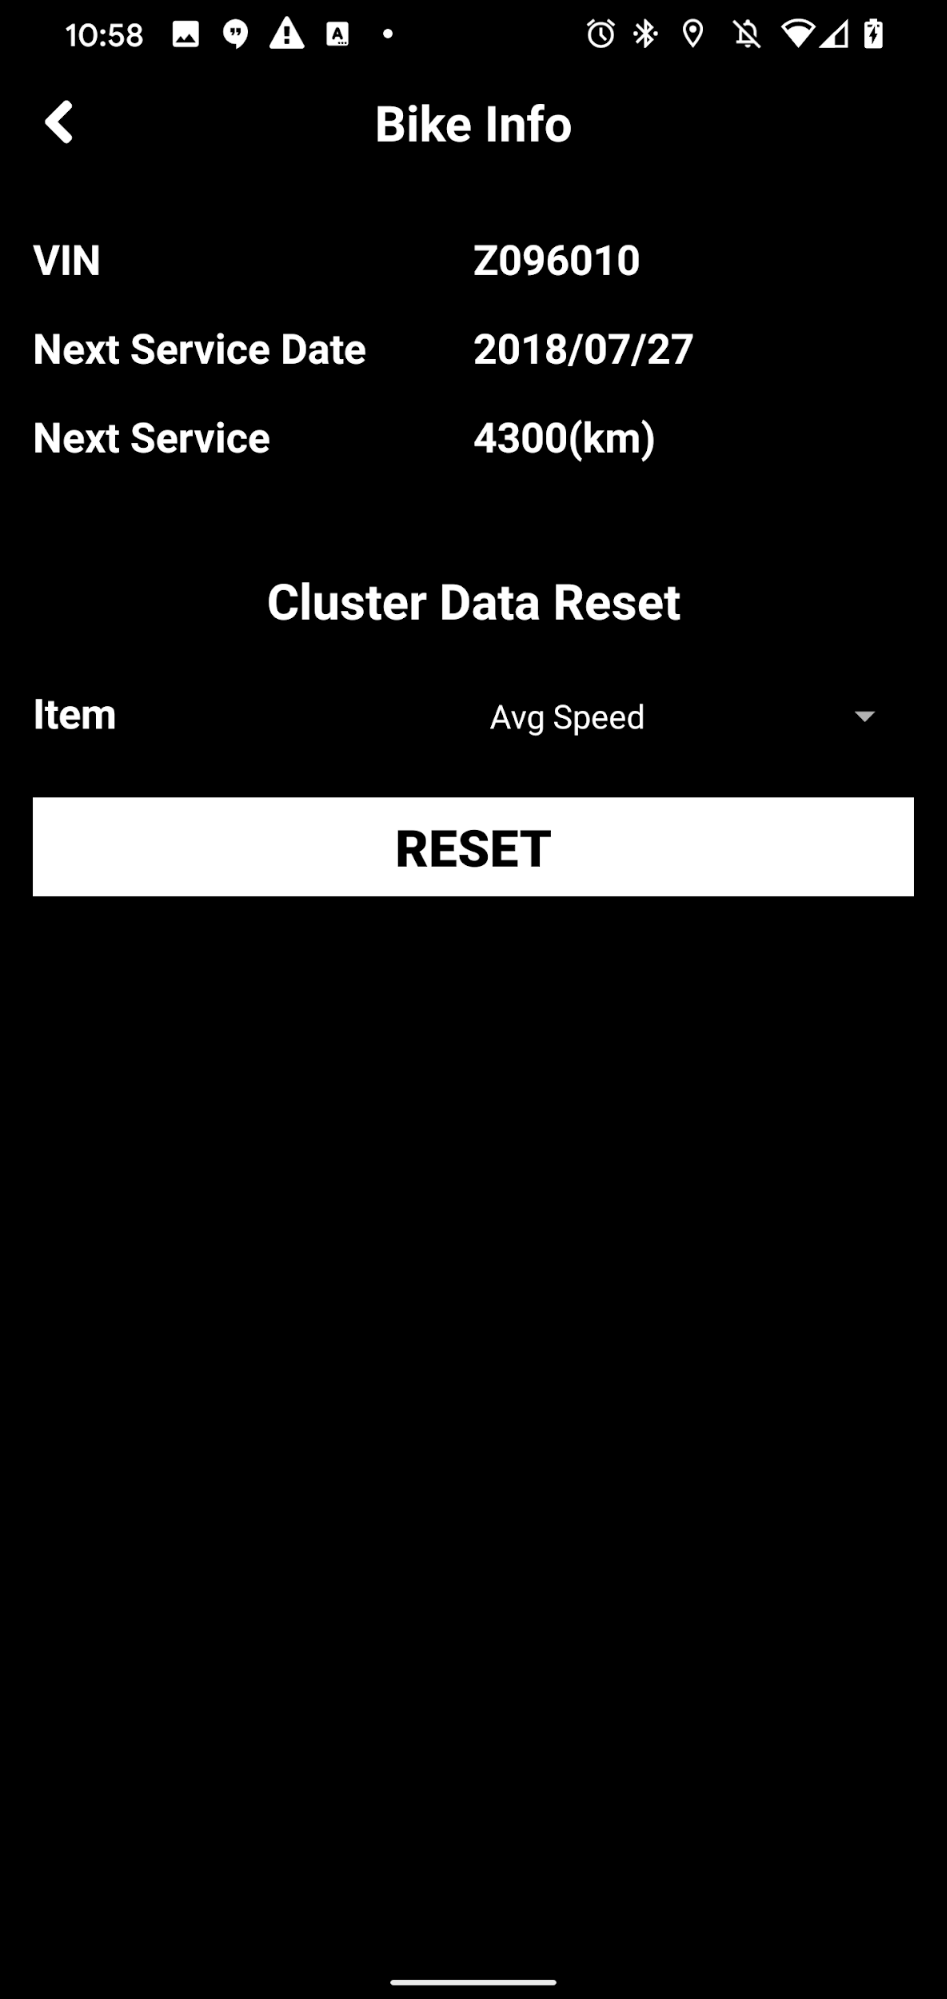 10:58
Bike Info
VIN Z096010
Next Service Date 2018/07/27
Next Service 4300(km)
Cluster Data Reset
Item Avg Speed
RESET